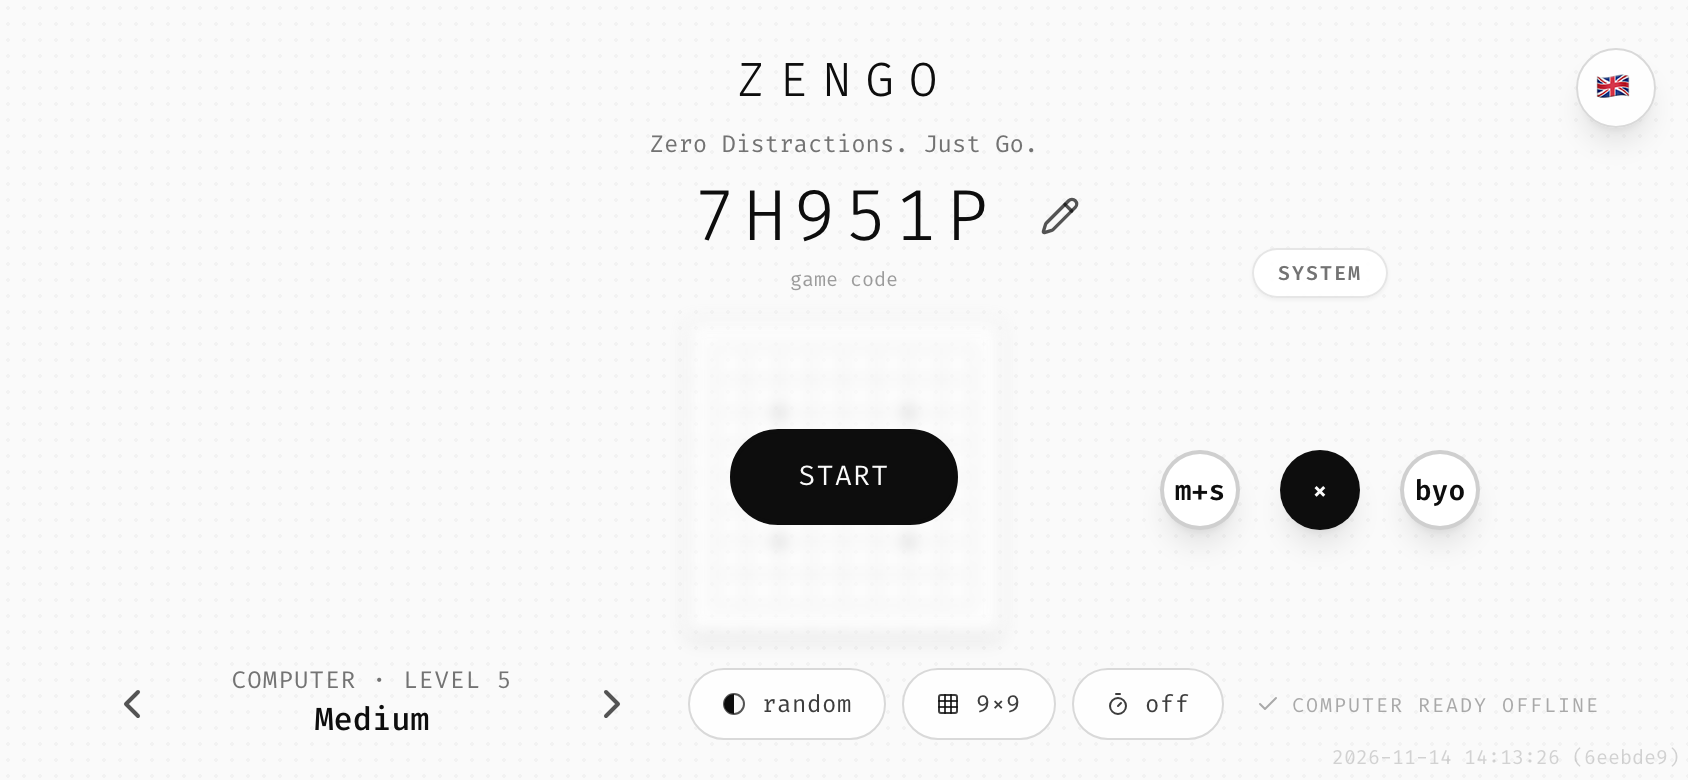 ZENGO
Zero Distractions. Just Go.
7H951P
game code
SYSTEM
START
m+s
×
byo
COMPUTER · LEVEL 5
Medium
random
9×9
off
COMPUTER READY OFFLINE
2026-11-14 14:13:26 (6eebde9)